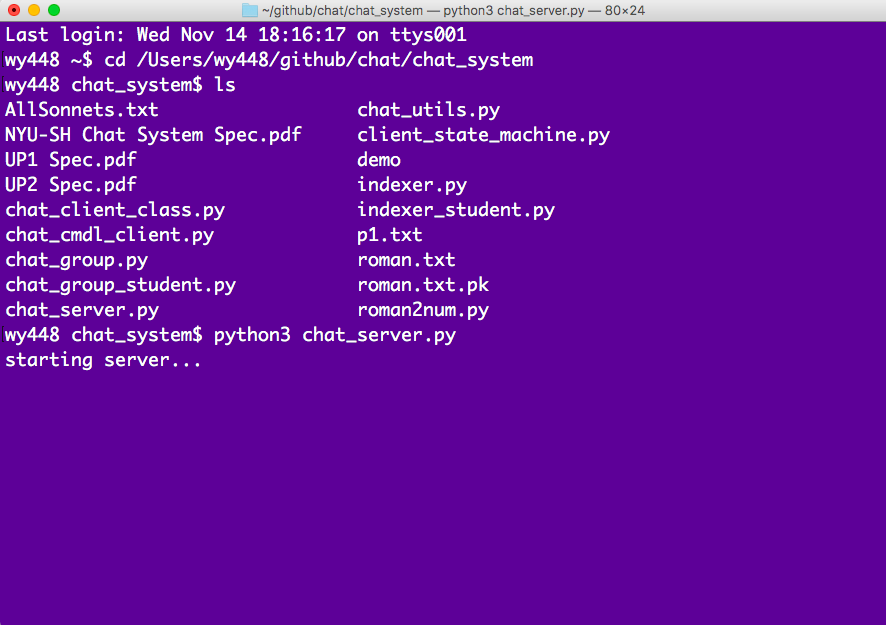 ~/github/chat/chat_system — python3 chat_server.py — 80×24
Last login: Wed Nov 14 18:16:17 on ttys001
wy448 ~$ cd /Users/wy448/github/chat/chat_system
wy448 chat_system$ ls
AllSonnets.txt                  chat_utils.py
NYU-SH Chat System Spec.pdf     client_state_machine.py
UP1 Spec.pdf                    demo
UP2 Spec.pdf                    indexer.py
chat_client_class.py            indexer_student.py
chat_cmdl_client.py             p1.txt
chat_group.py                   roman.txt
chat_group_student.py           roman.txt.pk
chat_server.py                  roman2num.py
wy448 chat_system$ python3 chat_server.py
starting server...